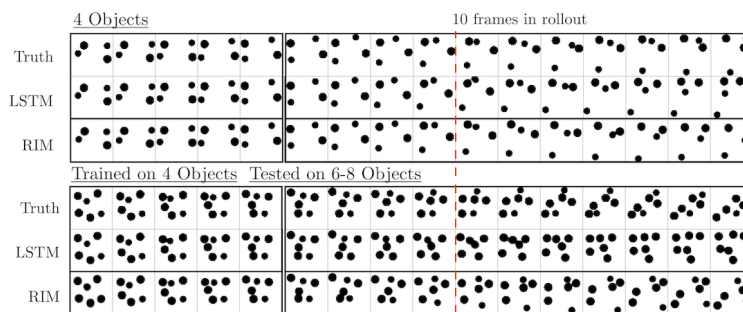 4 Objects
10 frames in rollout
Truth
LSTM
RIM
Trained on 4 Objects Tested on 6-8 Objects
Truth
LSTM
RIM